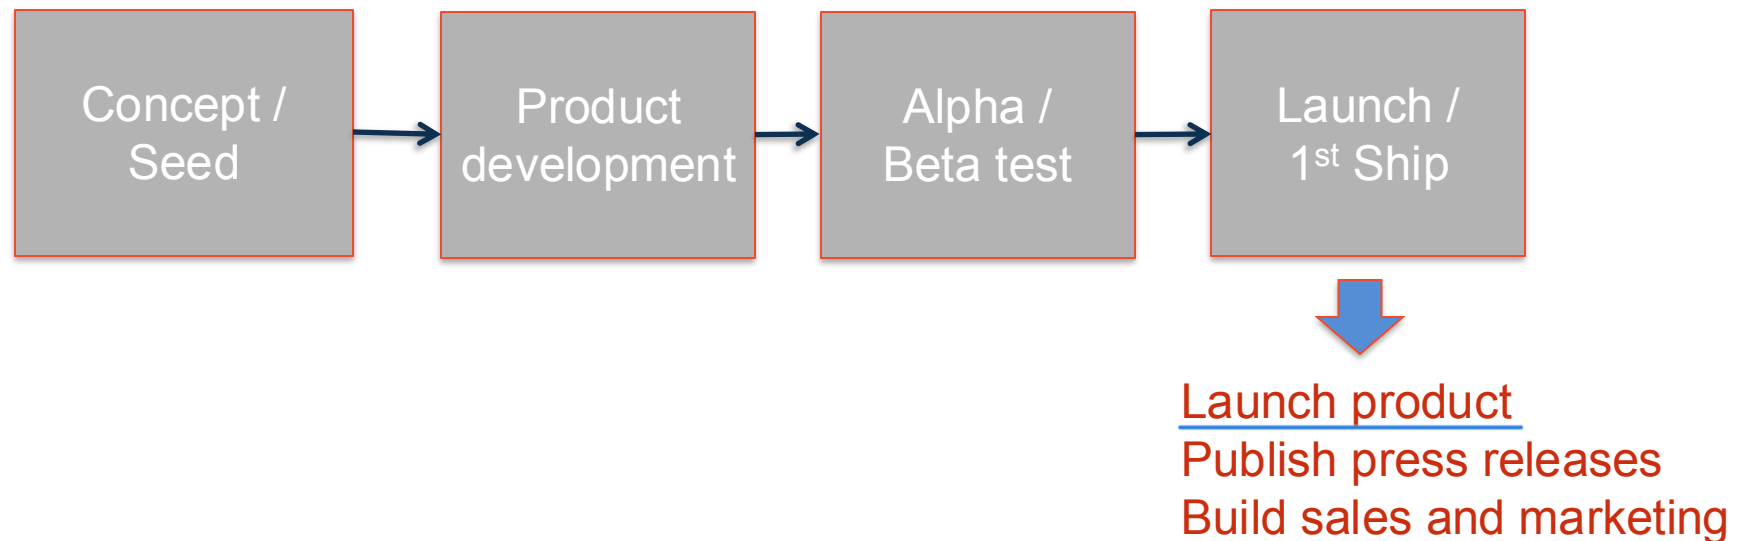 Concept /
Seed
Product
development
Alpha /
Beta test
Launch /
1st Ship
Launch product
Publish press releases
Build sales and marketing